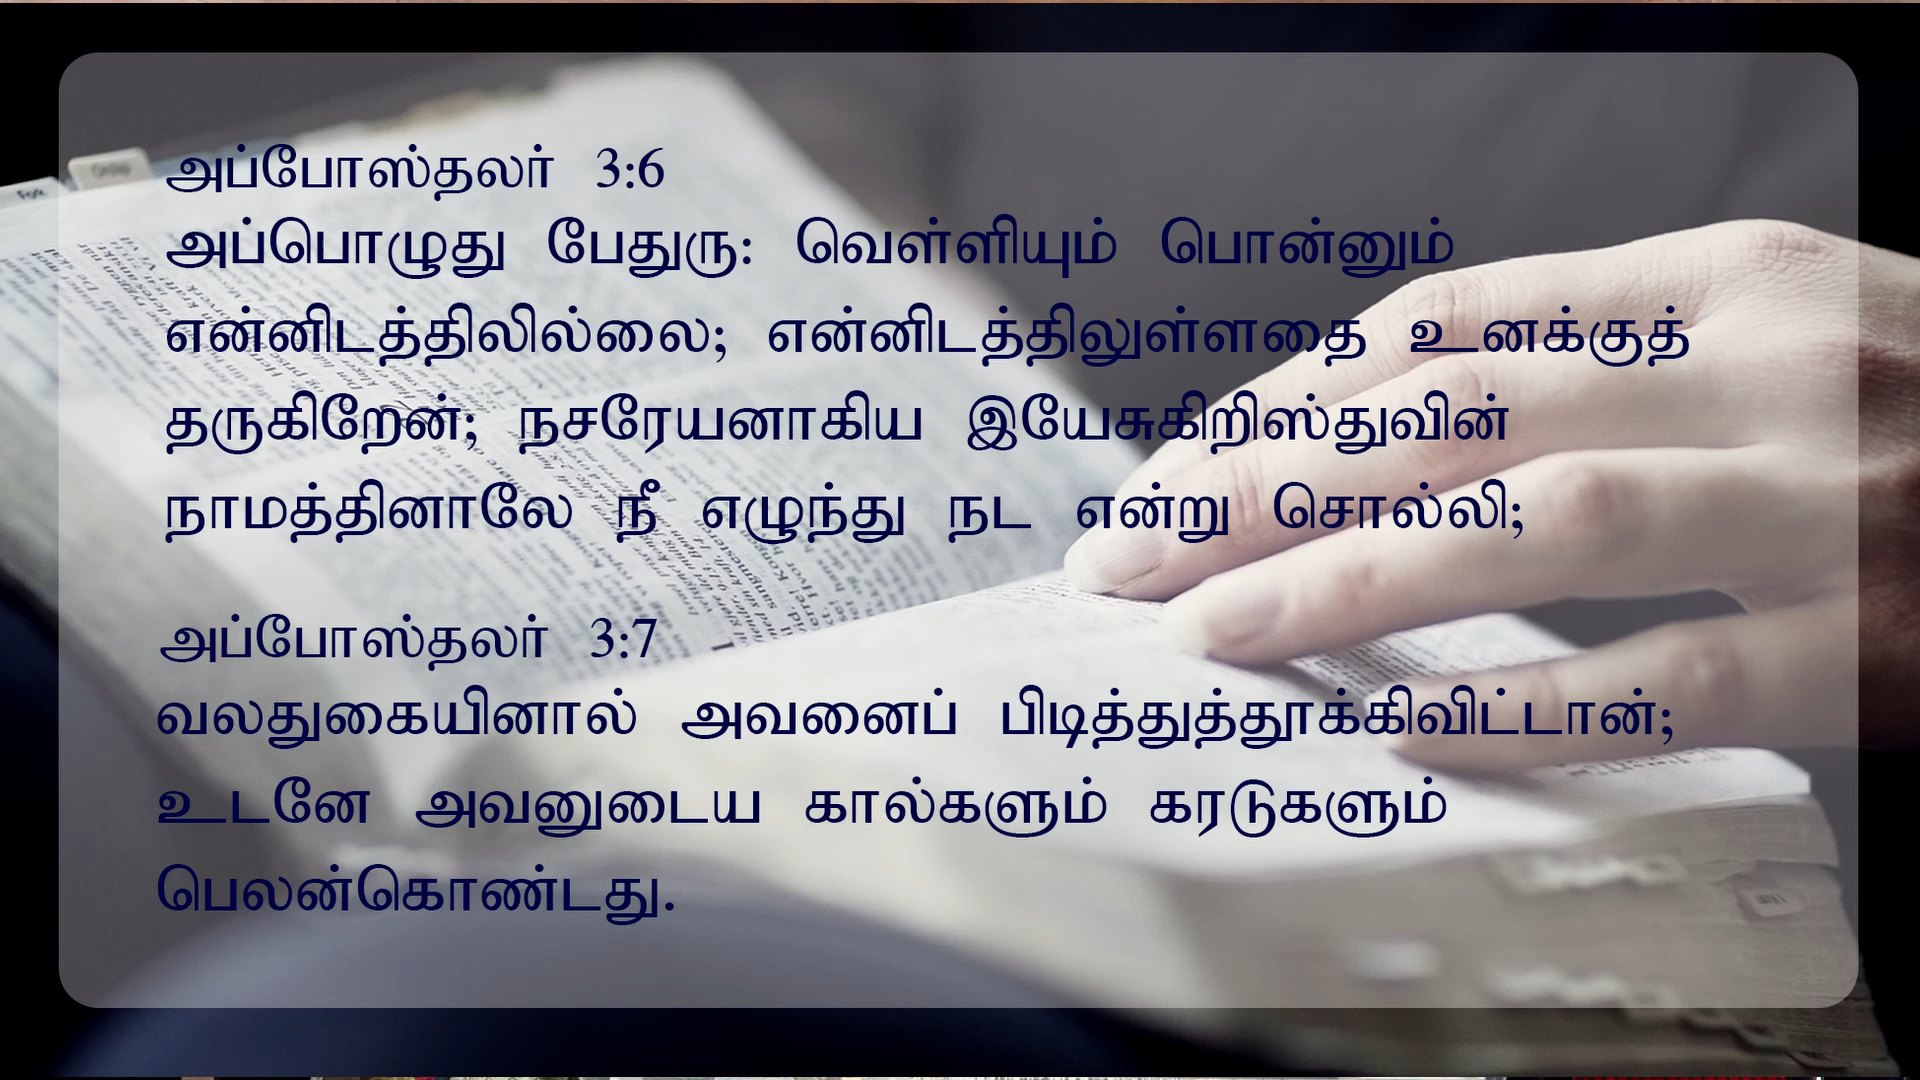 அப்போஸ்தலர் 3:6
அப்பொழுது பேதுரு: வெள்ளியும் பொன்னும்
என்னிடத்திலில்லை; என்னிடத்திலுள்ளதை உனக்குத்
தருகிறேன்; நசரேயனாகிய இயேசுகிறிஸ்துவின்
நாமத்தினாலே நீ எழுந்து நட என்று சொல்லி;
அப்போஸ்தலர் 3:7
வலதுகையினால் அவனைப் பிடித்துத்தூக்கிவிட்டான்;
உடனே அவனுடைய கால்களும் கரடுகளும்
பெலன்கொண்டது.